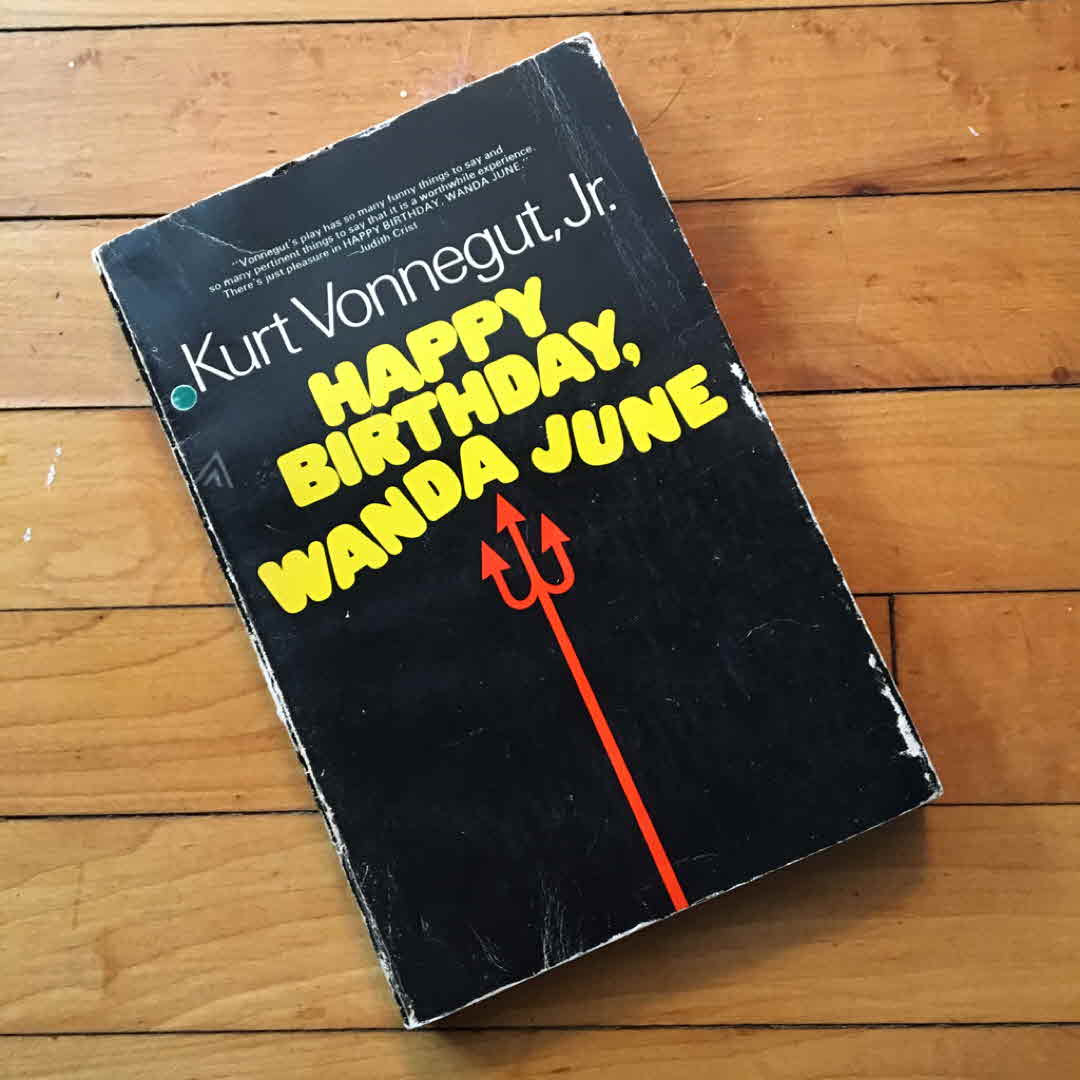 "Vonnegut's play has so many funny things to say and
so many pertinent things to say that it is a worthwhile experience.
There's just pleasure in HAPPY BIRTHDAY, WANDA JUNE."
—Judith Crist
Kurt Vonnegut, Jr.
HAPPY
BIRTHDAY,
WANDA JUNE